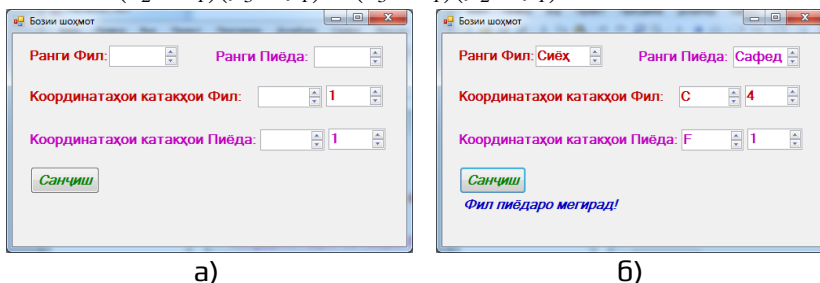 Бозии шоҳмот
Ранги Фил:
Ранги Пиёда:
Координатаҳои катакҳои Фил: 1
Координатаҳои катакҳои Пиёда: 1
Санҷиш
а)
Бозии шоҳмот
Ранги Фил: Сиёҳ
Ранги Пиёда: Сафед
Координатаҳои катакҳои Фил: C 4
Координатаҳои катакҳои Пиёда: F 1
Санҷиш
Фил пиёдаро мегирад!
б)